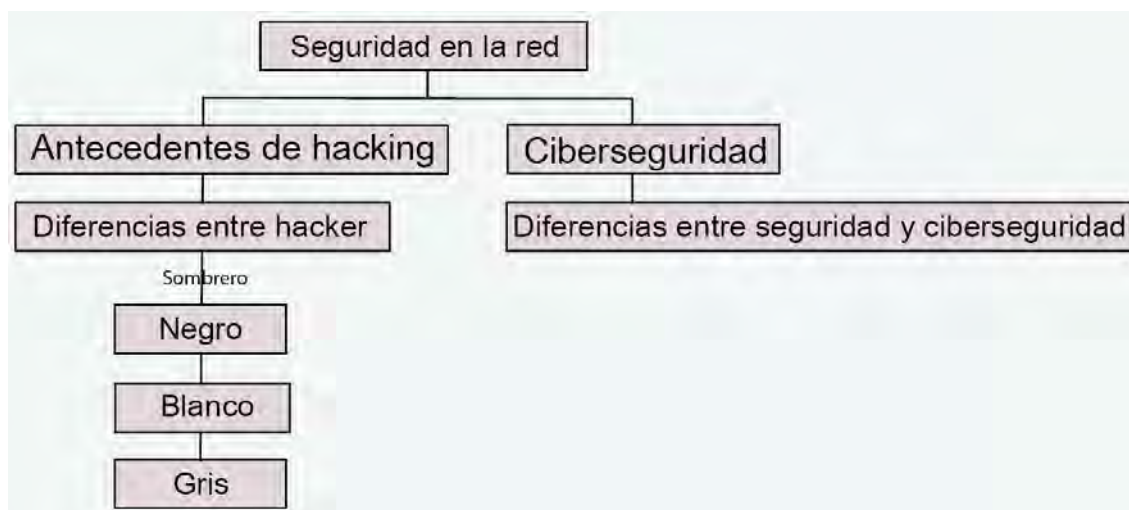 Seguridad en la red
Antecedentes de hacking
Ciberseguridad
Diferencias entre hacker
Diferencias entre seguridad y ciberseguridad
Sombrero
Negro
Blanco
Gris